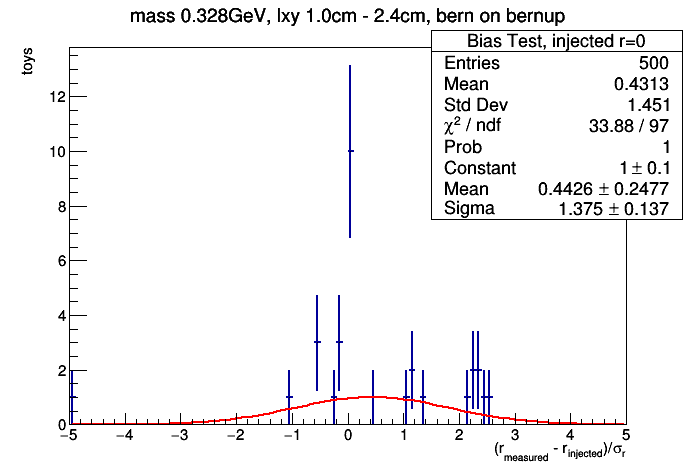 mass 0.328GeV, lxy 1.0cm - 2.4cm, bern on bernup
Bias Test, injected r=0
Entries 500
Mean 0.4313
Std Dev 1.451
χ² / ndf 33.88 / 97
Prob 1
Constant 1 ± 0.1
Mean 0.4426 ± 0.2477
Sigma 1.375 ± 0.137
toys
12
10
8
6
4
2
0
−5 −4 −3 −2 −1 0 1 2 3 4 5
(r_measured - r_injected)/σ_r